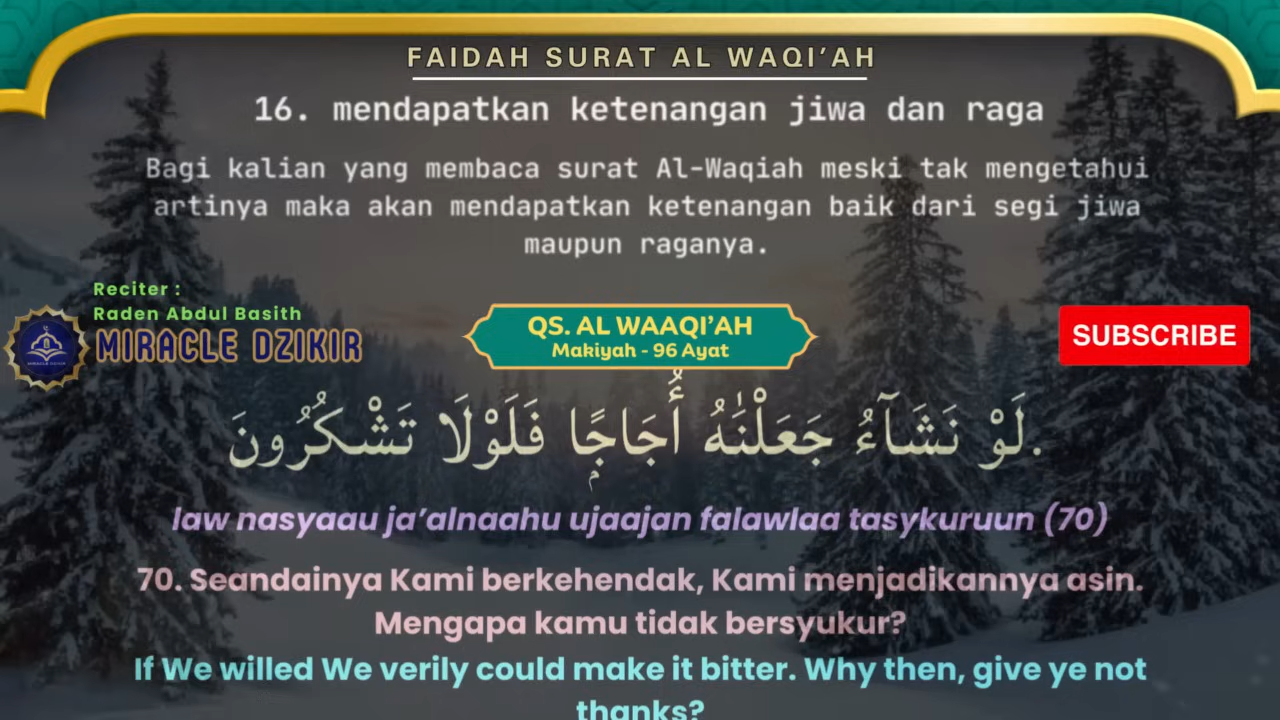 FAIDAH SURAT AL WAQI’AH
16. mendapatkan ketenangan jiwa dan raga
Bagi kalian yang membaca surat Al-Waqiah meski tak mengetahui
artinya maka akan mendapatkan ketenangan baik dari segi jiwa
maupun raganya.
Reciter :
Raden Abdul Basith
MIRACLE DZIKIR
QS. AL WAAQI’AH
Makiyah - 96 Ayat
SUBSCRIBE
لَوْ نَشَاۤءُ جَعَلْنٰهُ أُجَاجًاۢ فَلَوْلَا تَشْكُرُونَ.
law nasyaau ja’alnaahu ujaajan falawlaa tasykuruun (70)
70. Seandainya Kami berkehendak, Kami menjadikannya asin.
Mengapa kamu tidak bersyukur?
If We willed We verily could make it bitter. Why then, give ye not
thanks?